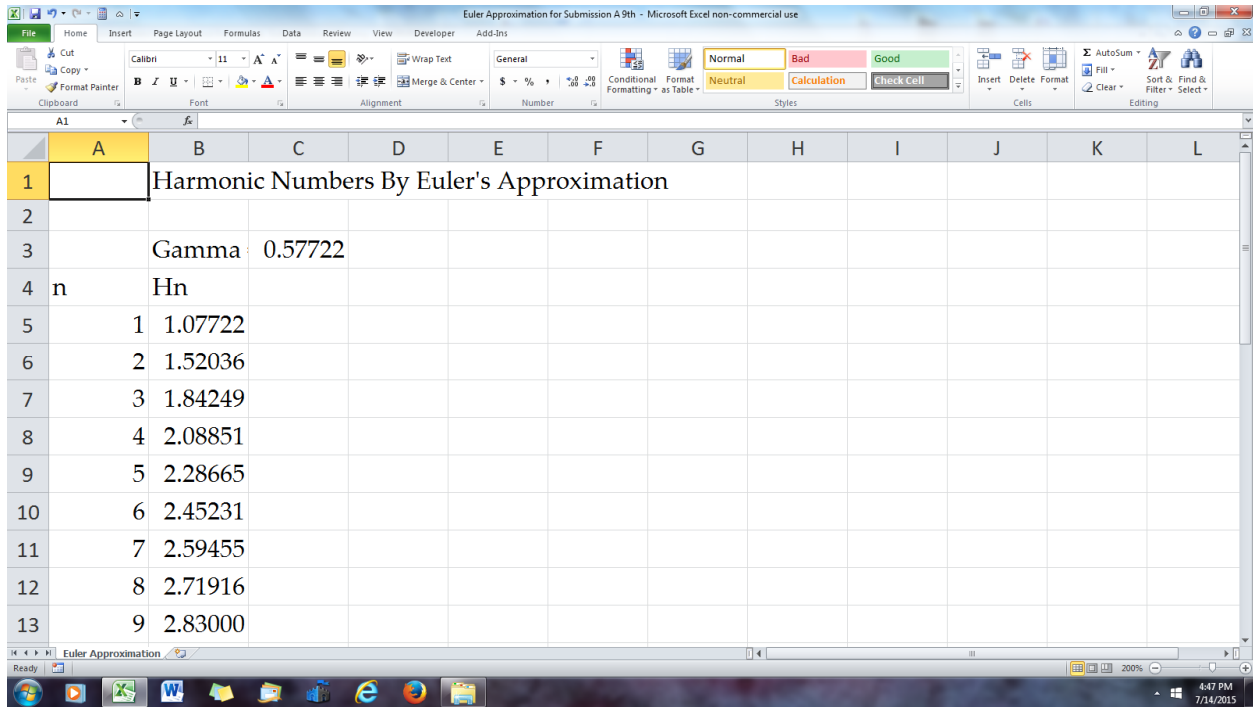 Euler Approximation for Submission A 9th - Microsoft Excel non-commercial use
File Home Insert Page Layout Formulas Data Review View Developer Add-Ins
Cut Calibri 11 A A Wrap Text General Normal Bad Good Σ AutoSum
Copy Fill
Paste Format Painter B I U A Merge & Center $ % , .0 .00 .00 .0 Conditional Formatting Format as Table Neutral Calculation Check Cell Insert Delete Format Clear Sort & Filter Find & Select
Clipboard Font Alignment Number Styles Cells Editing
A1 fx
A B C D E F G H I J K L
1 Harmonic Numbers By Euler's Approximation
2
3 Gamma 0.57722
4 n Hn
5 1 1.07722
6 2 1.52036
7 3 1.84249
8 4 2.08851
9 5 2.28665
10 6 2.45231
11 7 2.59455
12 8 2.71916
13 9 2.83000
Euler Approximation
Ready 200%
4:47 PM
7/14/2015